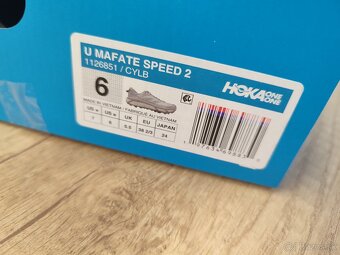 U MAFATE SPEED 2
1126851 / CYLB
HOKA ONE ONE
6
MADE IN VIETNAM / FABRIQUÉ AU VIETNAM
US UK EU JAPAN
7 6 5.5 38 2/3 24